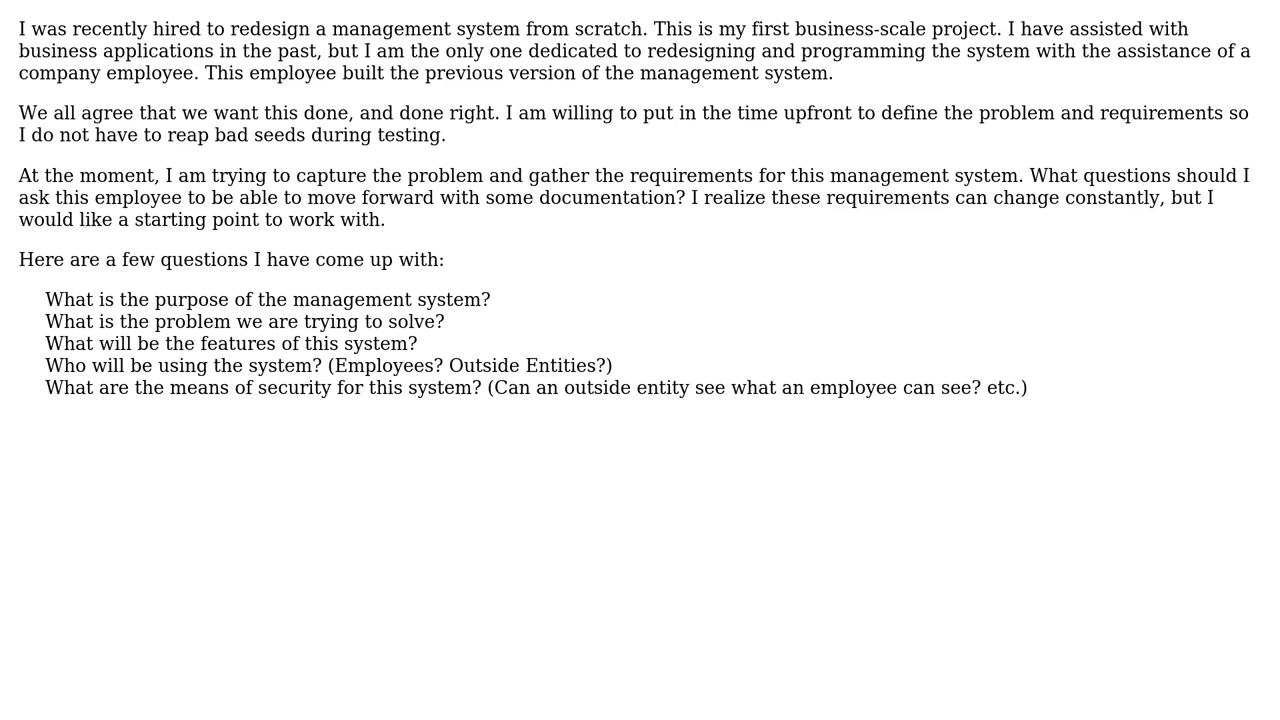 I was recently hired to redesign a management system from scratch. This is my first business-scale project. I have assisted with
business applications in the past, but I am the only one dedicated to redesigning and programming the system with the assistance of a
company employee. This employee built the previous version of the management system.
We all agree that we want this done, and done right. I am willing to put in the time upfront to define the problem and requirements so
I do not have to reap bad seeds during testing.
At the moment, I am trying to capture the problem and gather the requirements for this management system. What questions should I
ask this employee to be able to move forward with some documentation? I realize these requirements can change constantly, but I
would like a starting point to work with.
Here are a few questions I have come up with:
What is the purpose of the management system?
What is the problem we are trying to solve?
What will be the features of this system?
Who will be using the system? (Employees? Outside Entities?)
What are the means of security for this system? (Can an outside entity see what an employee can see? etc.)